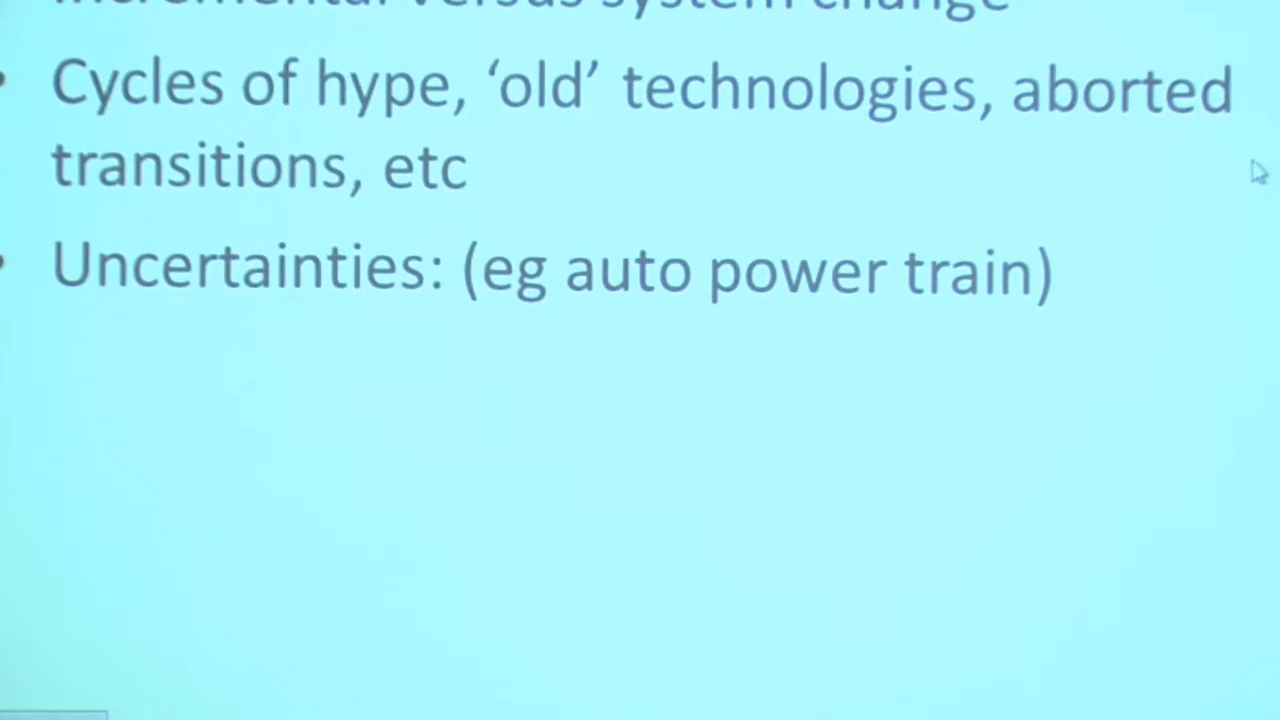 Incremental versus system change
• Cycles of hype, ‘old’ technologies, aborted
transitions, etc
• Uncertainties: (eg auto power train)